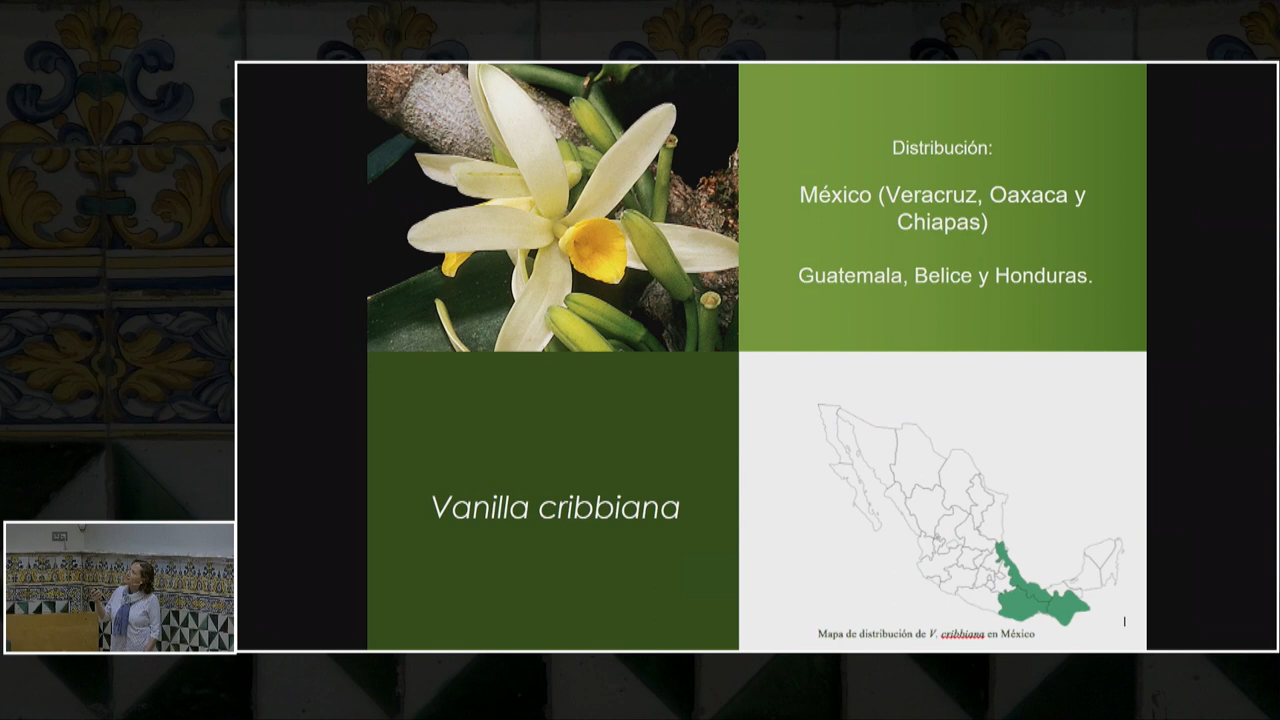 Distribución:
México (Veracruz, Oaxaca y
Chiapas)
Guatemala, Belice y Honduras.
Vanilla cribbiana
Mapa de distribución de V. cribbiana en México